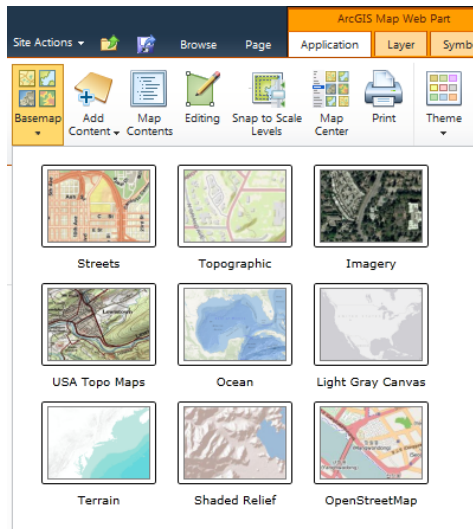 ArcGIS Map Web Part
Site Actions
Browse
Page
Application
Layer
Symb
Basemap
Add
Content
Map
Contents
Editing
Snap to Scale
Levels
Map
Center
Print
Theme
Streets
Topographic
Imagery
USA Topo Maps
Ocean
Light Gray Canvas
Terrain
Shaded Relief
OpenStreetMap